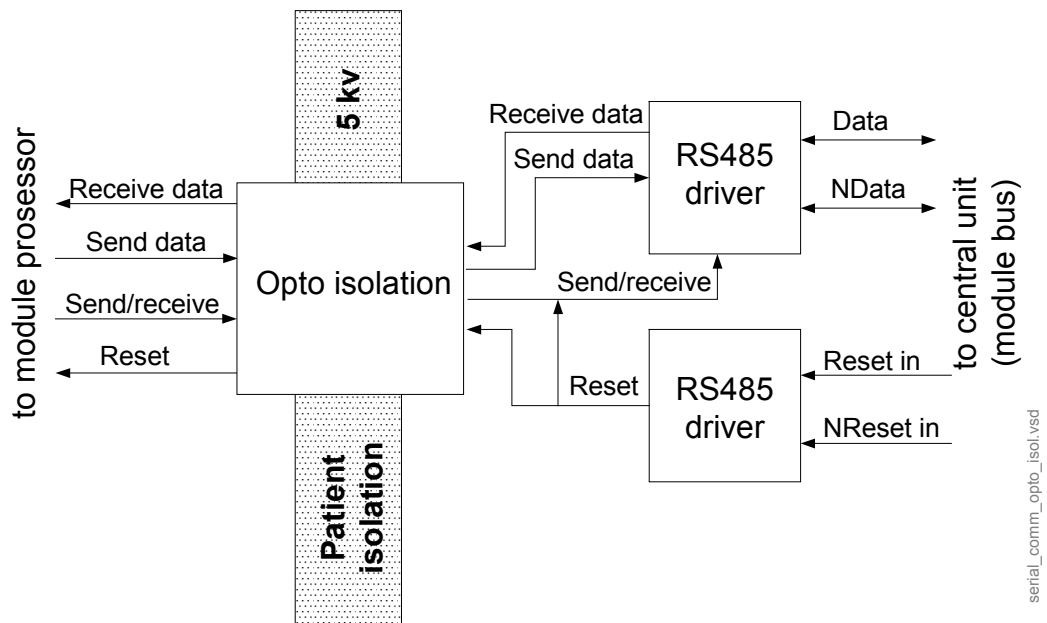 5 kv
Receive data
Send data
RS485
driver
Data
NData
to module prosessor
Receive data
Send data
Send/receive
Reset
Opto isolation
Send/receive
Reset
RS485
driver
Reset in
NReset in
to central unit
(module bus)
Patient
isolation
serial_comm_opto_isol.vsd